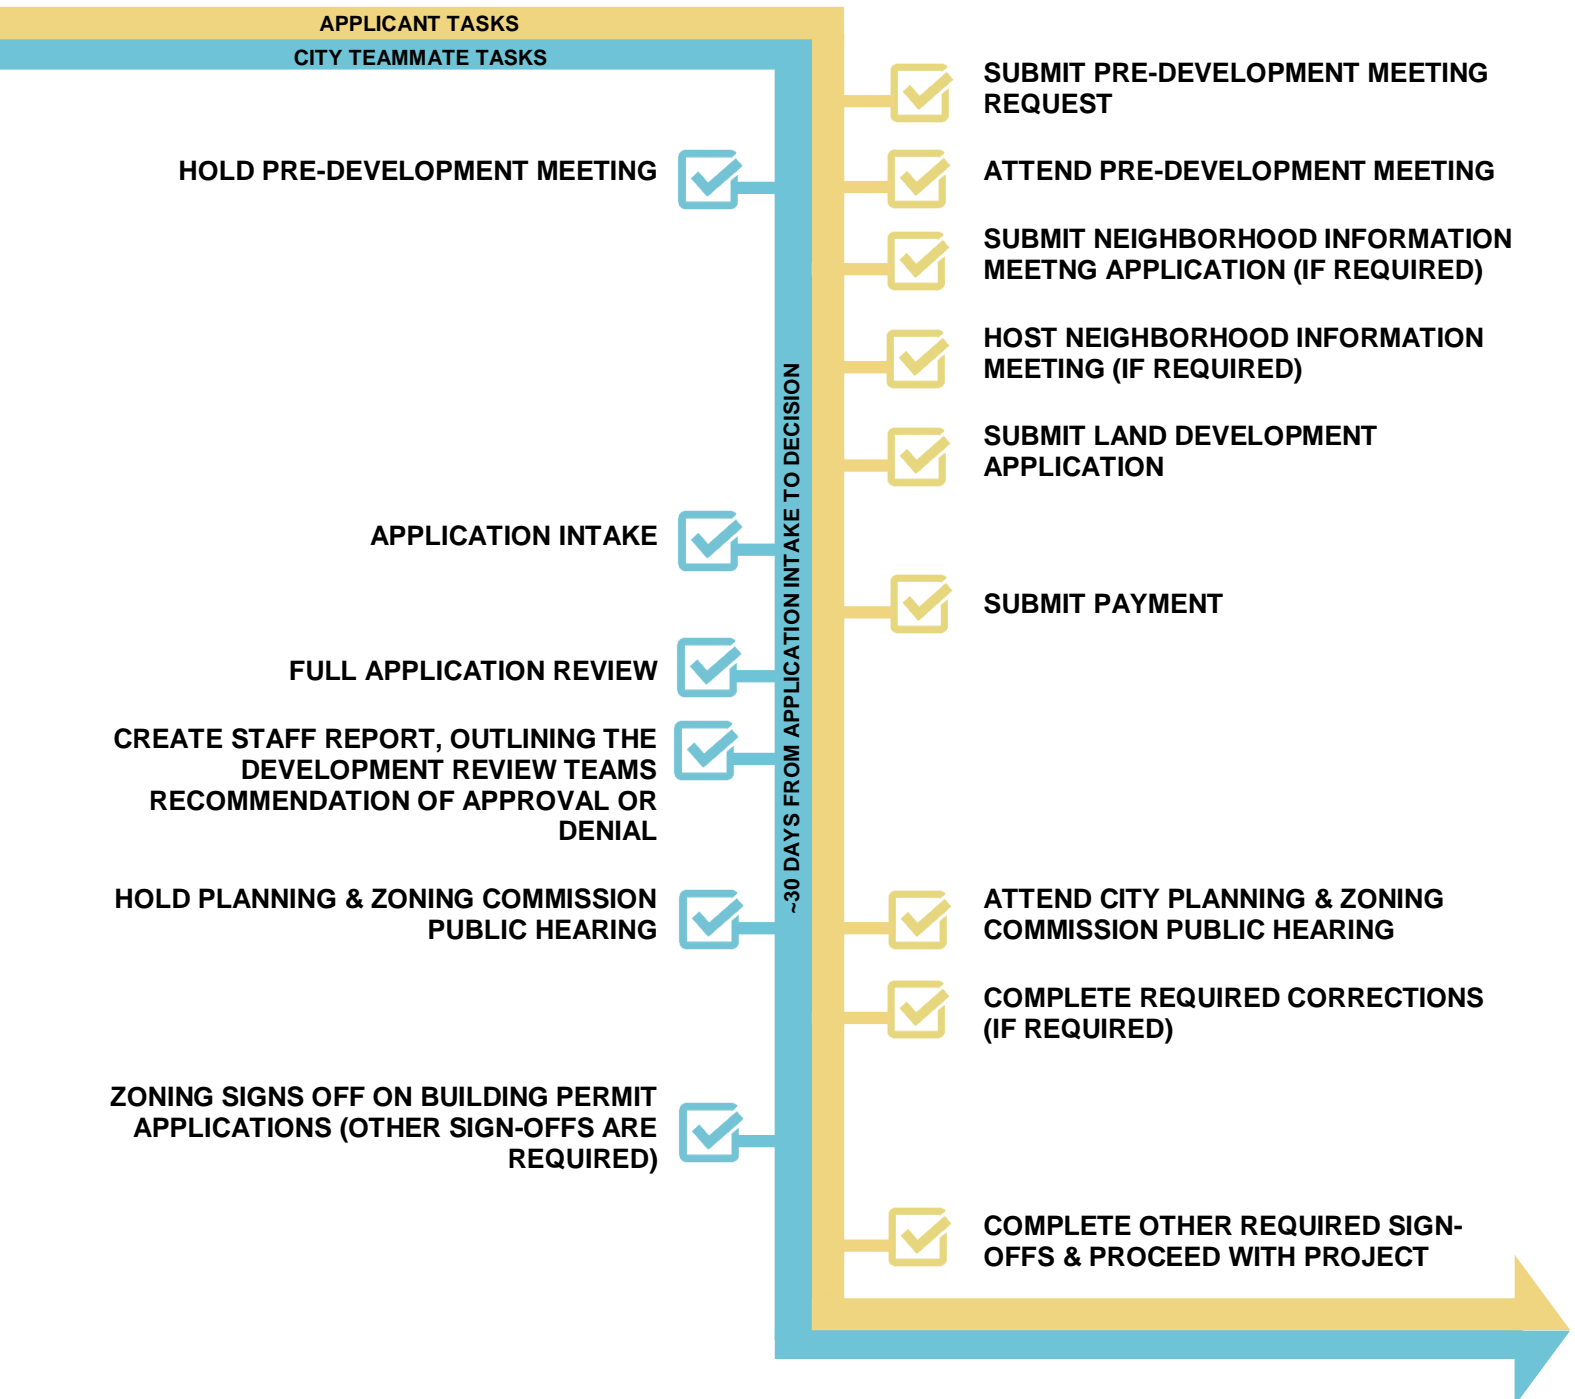 APPLICANT TASKS
CITY TEAMMATE TASKS
SUBMIT PRE-DEVELOPMENT MEETING
REQUEST
HOLD PRE-DEVELOPMENT MEETING
ATTEND PRE-DEVELOPMENT MEETING
SUBMIT NEIGHBORHOOD INFORMATION
MEETNG APPLICATION (IF REQUIRED)
HOST NEIGHBORHOOD INFORMATION
MEETING (IF REQUIRED)
SUBMIT LAND DEVELOPMENT
APPLICATION
~30 DAYS FROM APPLICATION INTAKE TO DECISION
APPLICATION INTAKE
SUBMIT PAYMENT
FULL APPLICATION REVIEW
CREATE STAFF REPORT, OUTLINING THE
DEVELOPMENT REVIEW TEAMS
RECOMMENDATION OF APPROVAL OR
DENIAL
HOLD PLANNING & ZONING COMMISSION
PUBLIC HEARING
ATTEND CITY PLANNING & ZONING
COMMISSION PUBLIC HEARING
COMPLETE REQUIRED CORRECTIONS
(IF REQUIRED)
ZONING SIGNS OFF ON BUILDING PERMIT
APPLICATIONS (OTHER SIGN-OFFS ARE
REQUIRED)
COMPLETE OTHER REQUIRED SIGN-
OFFS & PROCEED WITH PROJECT